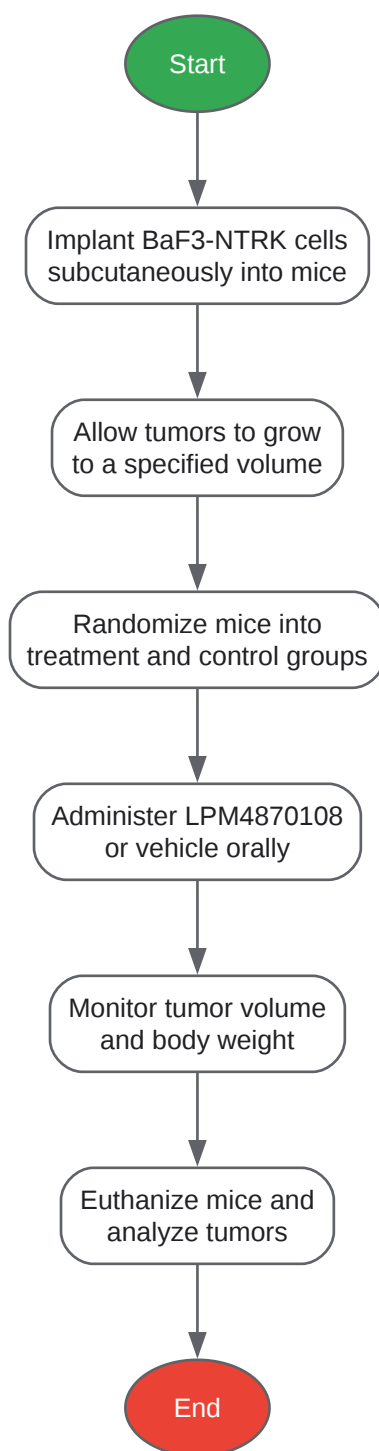 Start
Implant BaF3-NTRK cells
subcutaneously into mice
Allow tumors to grow
to a specified volume
Randomize mice into
treatment and control groups
Administer LPM4870108
or vehicle orally
Monitor tumor volume
and body weight
Euthanize mice and
analyze tumors
End